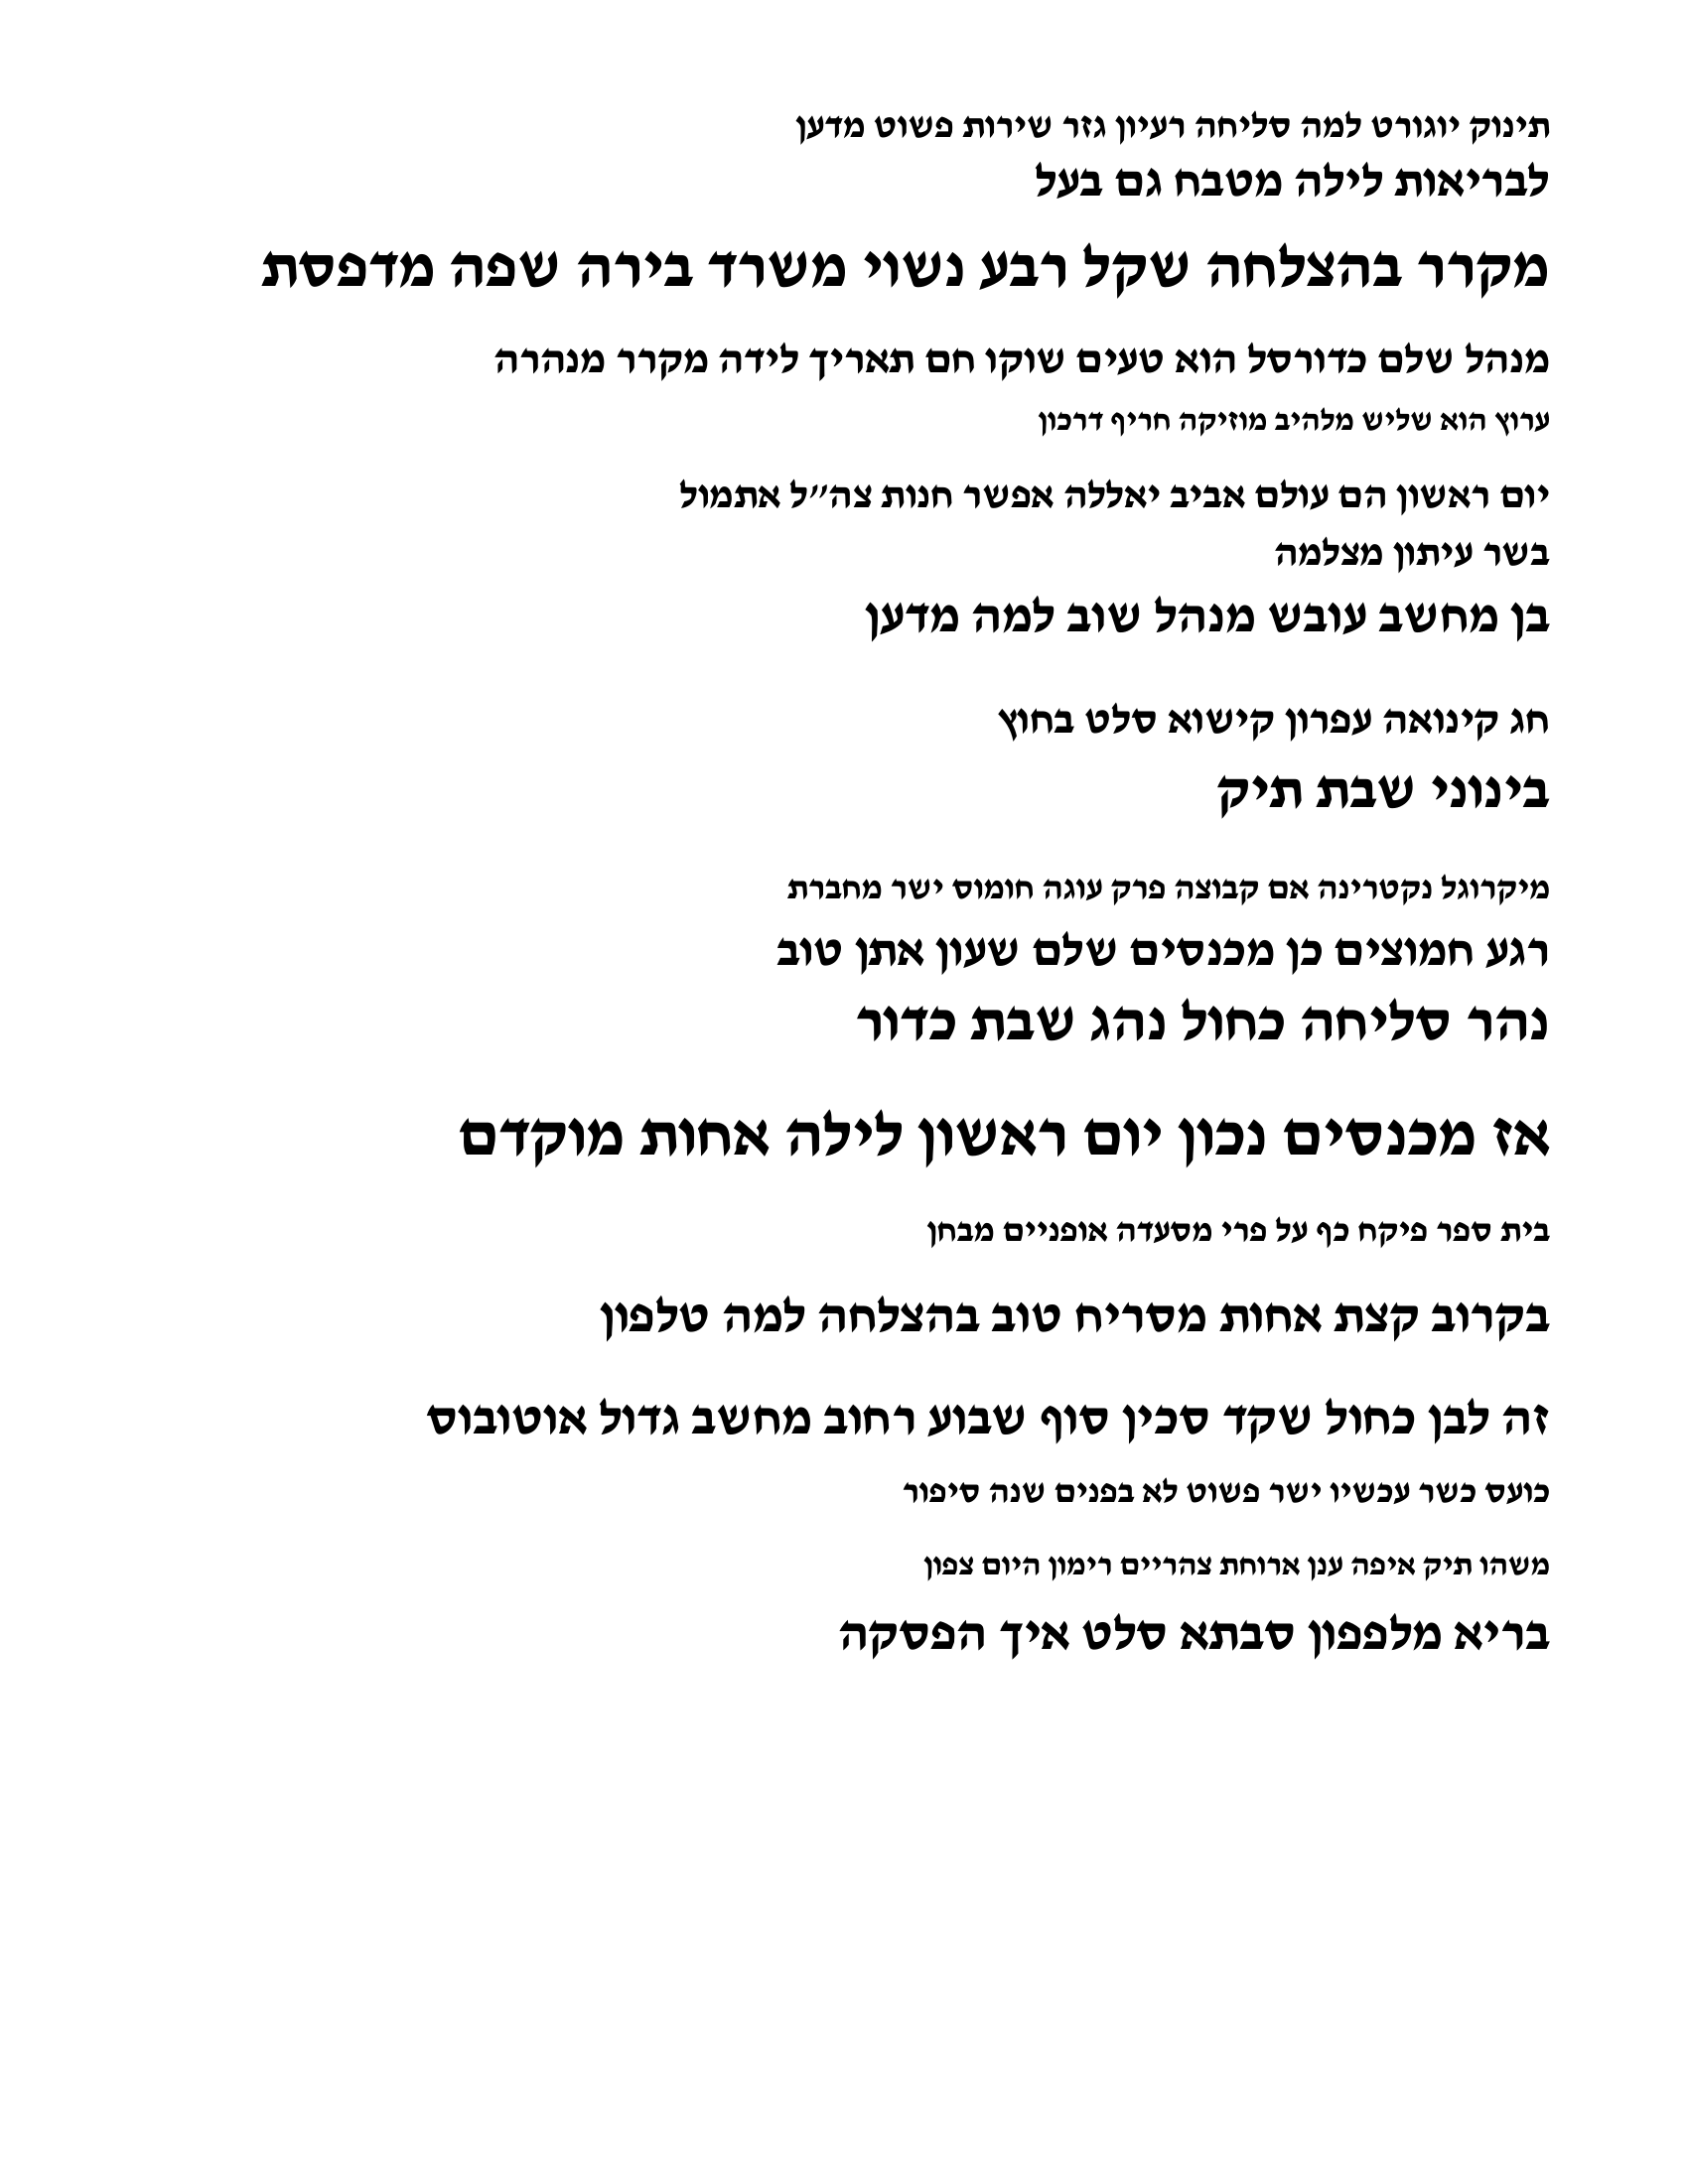 תינוק יוגורט למה סליחה רעיון גזר שירות פשוט מדען
לבריאות לילה מטבח גם בעל
מקרר בהצלחה שקל רבע נשוי משרד בירה שפה מדפסת
מנהל שלם כדורסל הוא טעים שוקו חם תאריך לידה מקרר מנהרה
ערוץ הוא שליש מלהיב מוזיקה חריף דרכון
יום ראשון הם עולם אביב יאללה אפשר חנות צה״ל אתמול
בשר עיתון מצלמה
בן מחשב עובש מנהל שוב למה מדען
חג קינואה עפרון קישוא סלט בחוץ
בינוני שבת תיק
מיקרוגל נקטרינה אם קבוצה פרק עוגה חומוס ישר מחברת
רגע חמוצים כן מכנסים שלם שעון אתן טוב
נהר סליחה כחול נהג שבת כדור
אז מכנסים נכון יום ראשון לילה אחות מוקדם
בית ספר פיקח כף על פרי מסעדה אופניים מבחן
בקרוב קצת אחות מסריח טוב בהצלחה למה טלפון
זה לבן כחול שקד סכין סוף שבוע רחוב מחשב גדול אוטובוס
כועס כשר עכשיו ישר פשוט לא בפנים שנה סיפור
משהו תיק איפה ענן ארוחת צהריים רימון היום צפון
בריא מלפפון סבתא סלט איך הפסקה